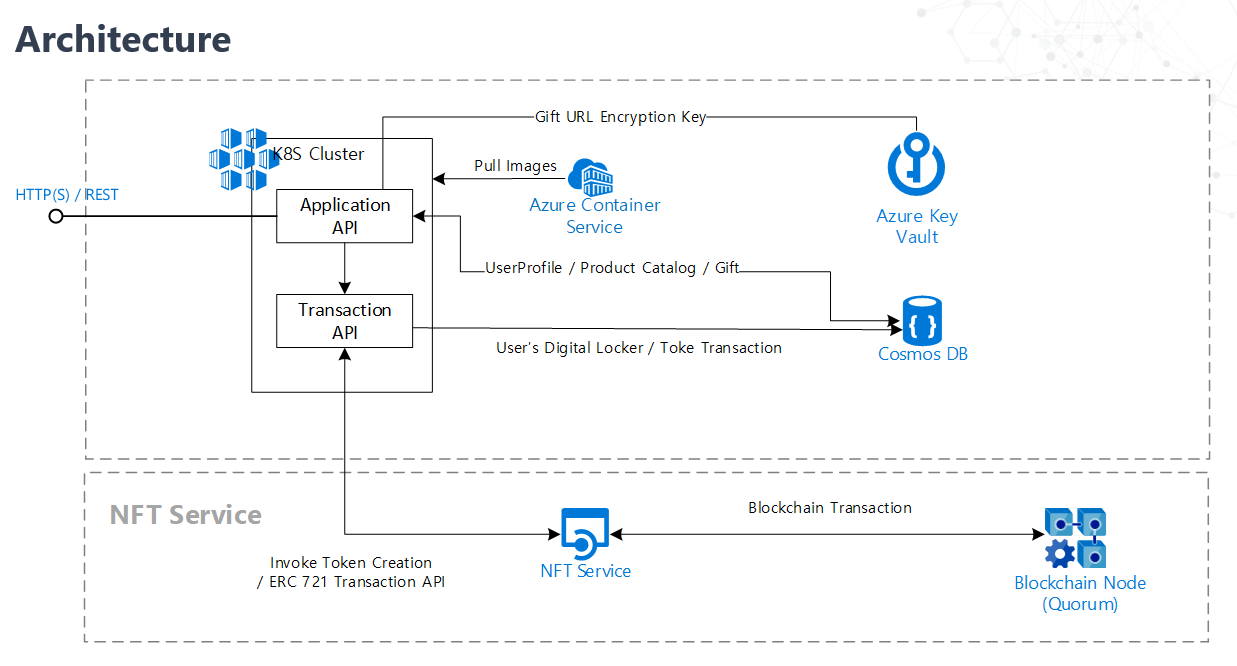 Architecture
Gift URL Encryption Key
K8S Cluster
Pull Images
HTTP(S) / REST
Application
API
Azure Container
Service
Azure Key
Vault
UserProfile / Product Catalog / Gift
Transaction
API
User's Digital Locker / Toke Transaction
Cosmos DB
NFT Service
Blockchain Transaction
Invoke Token Creation
/ ERC 721 Transaction API
NFT Service
Blockchain Node
(Quorum)